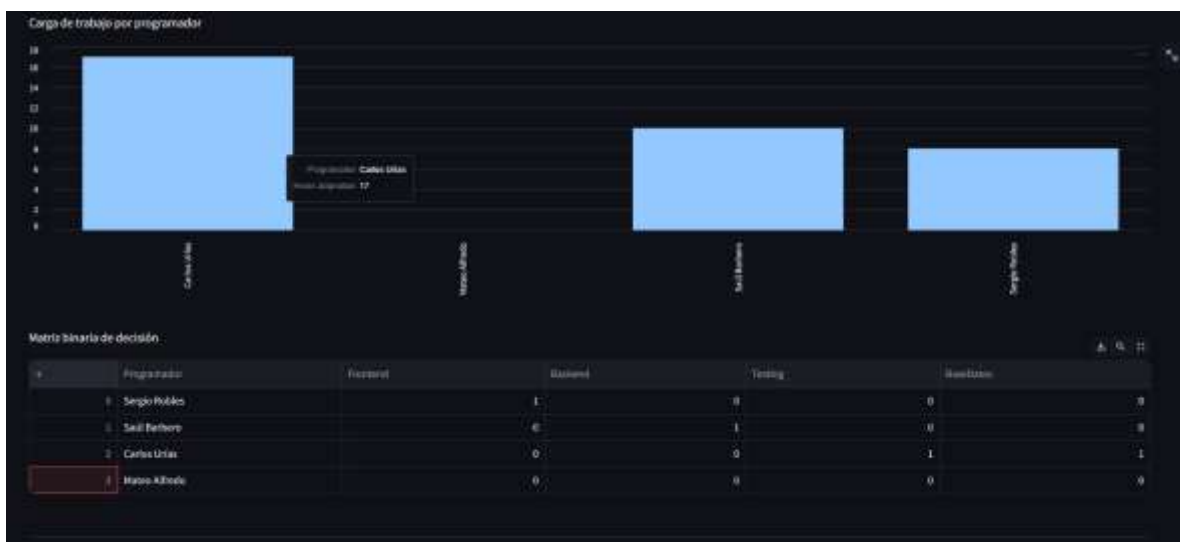 Carga de trabajo por programador
18
16
14
12
10
8
6
4
2
0
Programador Carlos Urías
Horas asignadas 17
Carlos Urías Mateo Alfredo Saúl Barbero Sergio Robles
Matriz binaria de decisión
Programador Frontend Backend Testing BaseDatos
0 Sergio Robles 1 0 0 0
1 Saúl Barbero 0 1 0 0
2 Carlos Urías 0 0 1 1
3 Mateo Alfredo 0 0 0 0